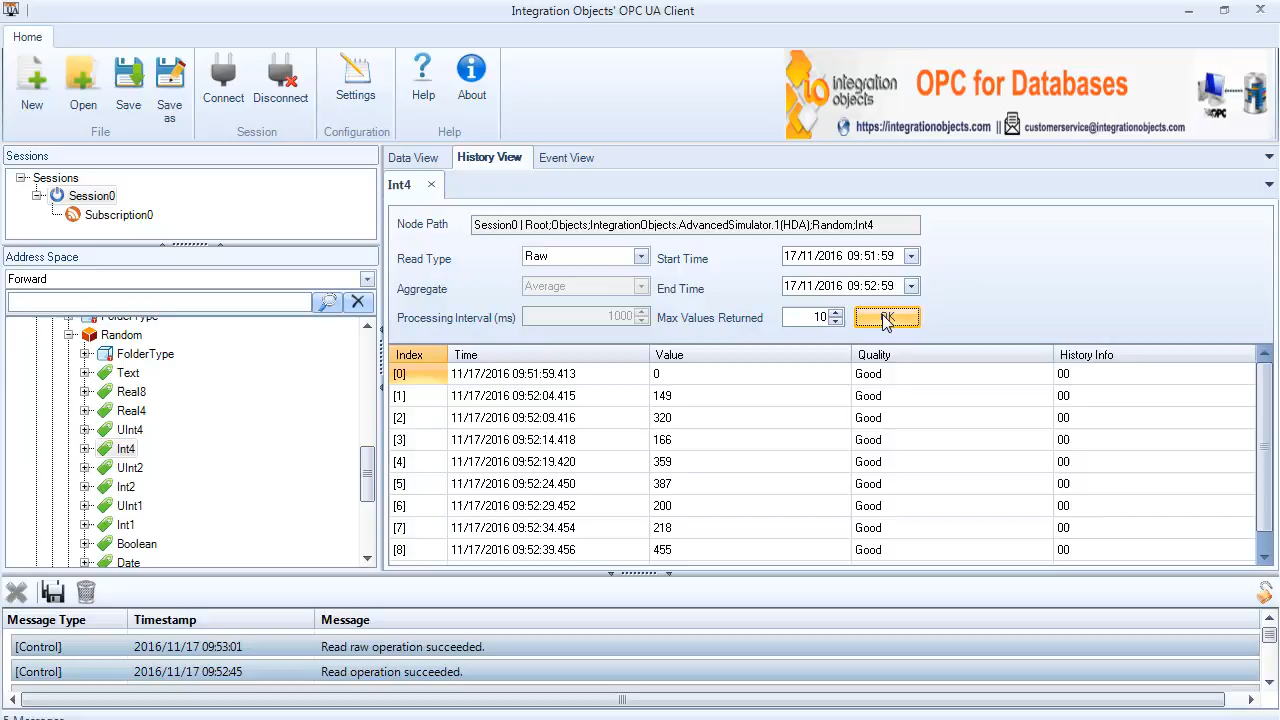 Integration Objects' OPC UA Client
Home
New
Open
Save
Save as
File
Connect
Disconnect
Session
Settings
Configuration
Help
About
Help
integration objects
OPC for Databases
https://integrationobjects.com || customerservice@integrationobjects.com
OPC
Sessions
Sessions
Session0
Subscription0
Address Space
Forward
FolderType
Random
FolderType
Text
Real8
Real4
UInt4
Int4
UInt2
Int2
UInt1
Int1
Boolean
Date
Data View
History View
Event View
Int4
Node Path
Session0 | Root;Objects;IntegrationObjects.AdvancedSimulator.1(HDA);Random;Int4
Read Type
Raw
Start Time
17/11/2016 09:51:59
Aggregate
Average
End Time
17/11/2016 09:52:59
Processing Interval (ms)
1000
Max Values Returned
10
Index Time Value Quality History Info
[0] 11/17/2016 09:51:59.413 0 Good 00
[1] 11/17/2016 09:52:04.415 149 Good 00
[2] 11/17/2016 09:52:09.416 320 Good 00
[3] 11/17/2016 09:52:14.418 166 Good 00
[4] 11/17/2016 09:52:19.420 359 Good 00
[5] 11/17/2016 09:52:24.450 387 Good 00
[6] 11/17/2016 09:52:29.452 200 Good 00
[7] 11/17/2016 09:52:34.454 218 Good 00
[8] 11/17/2016 09:52:39.456 455 Good 00
Message Type Timestamp Message
[Control] 2016/11/17 09:53:01 Read raw operation succeeded.
[Control] 2016/11/17 09:52:45 Read operation succeeded.
5 Messages